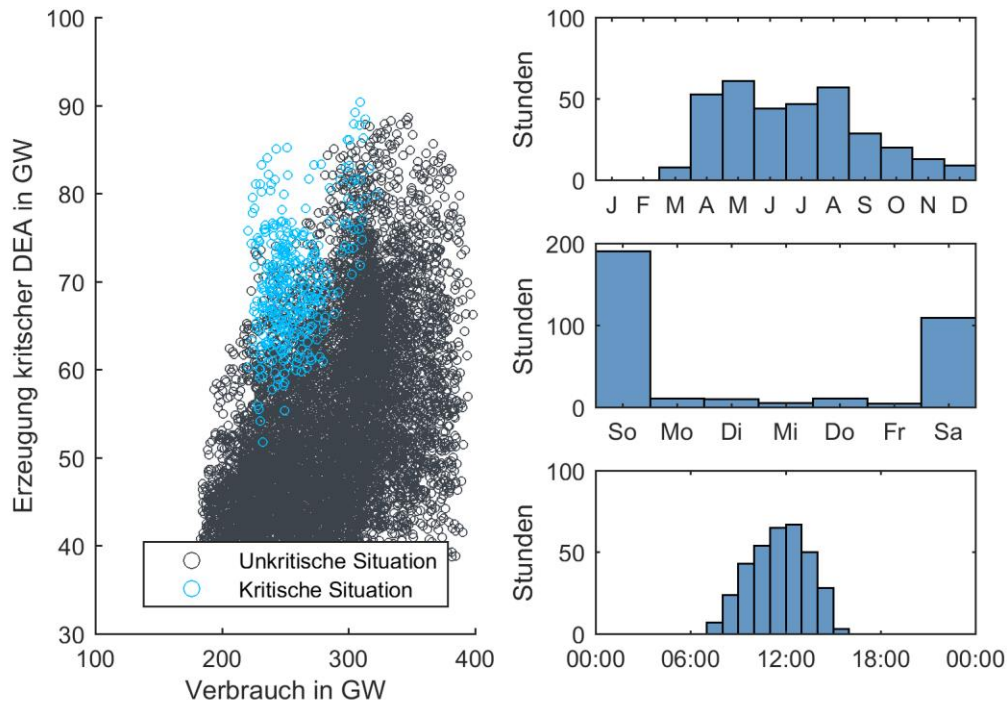 Erzeugung kritscher DEA in GW
100
90
80
70
60
50
40
30
Unkritische Situation
Kritische Situation
100 200 300 400
Verbrauch in GW
Stunden
100
50
0
J F M A M J J A S O N D
Stunden
200
100
0
So Mo Di Mi Do Fr Sa
Stunden
100
50
0
00:00 06:00 12:00 18:00 00:00